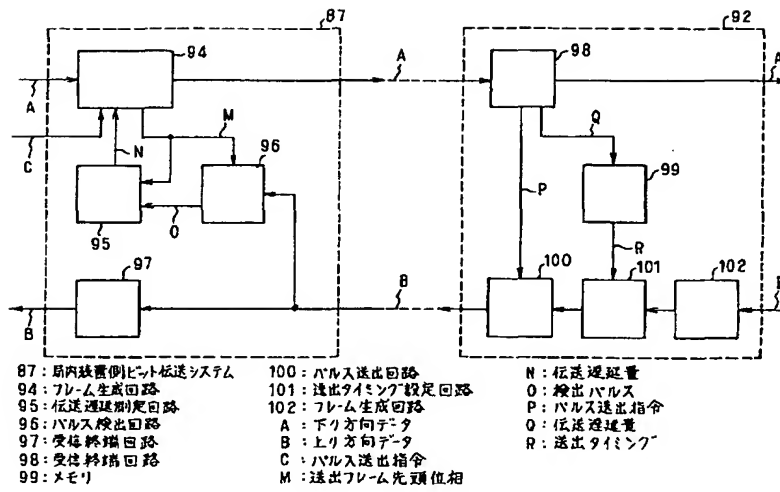 87
92
94
98
A
A
A
C
M
Q
N
96
99
O
P
R
95
97
100
101
102
B
B
B
87：局内装置側ビット伝送システム
94：フレーム生成回路
95：伝送遅延測定回路
96：パルス検出回路
97：受信終端回路
98：受信終端回路
99：メモリ
100：パルス送出回路
101：送出タイミング設定回路
102：フレーム生成回路
A：下り方向データ
B：上り方向データ
C：パルス送出指令
M：送出フレーム先頭位相
N：伝送遅延量
O：検出パルス
P：パルス送出指令
Q：伝送遅延量
R：送出タイミング